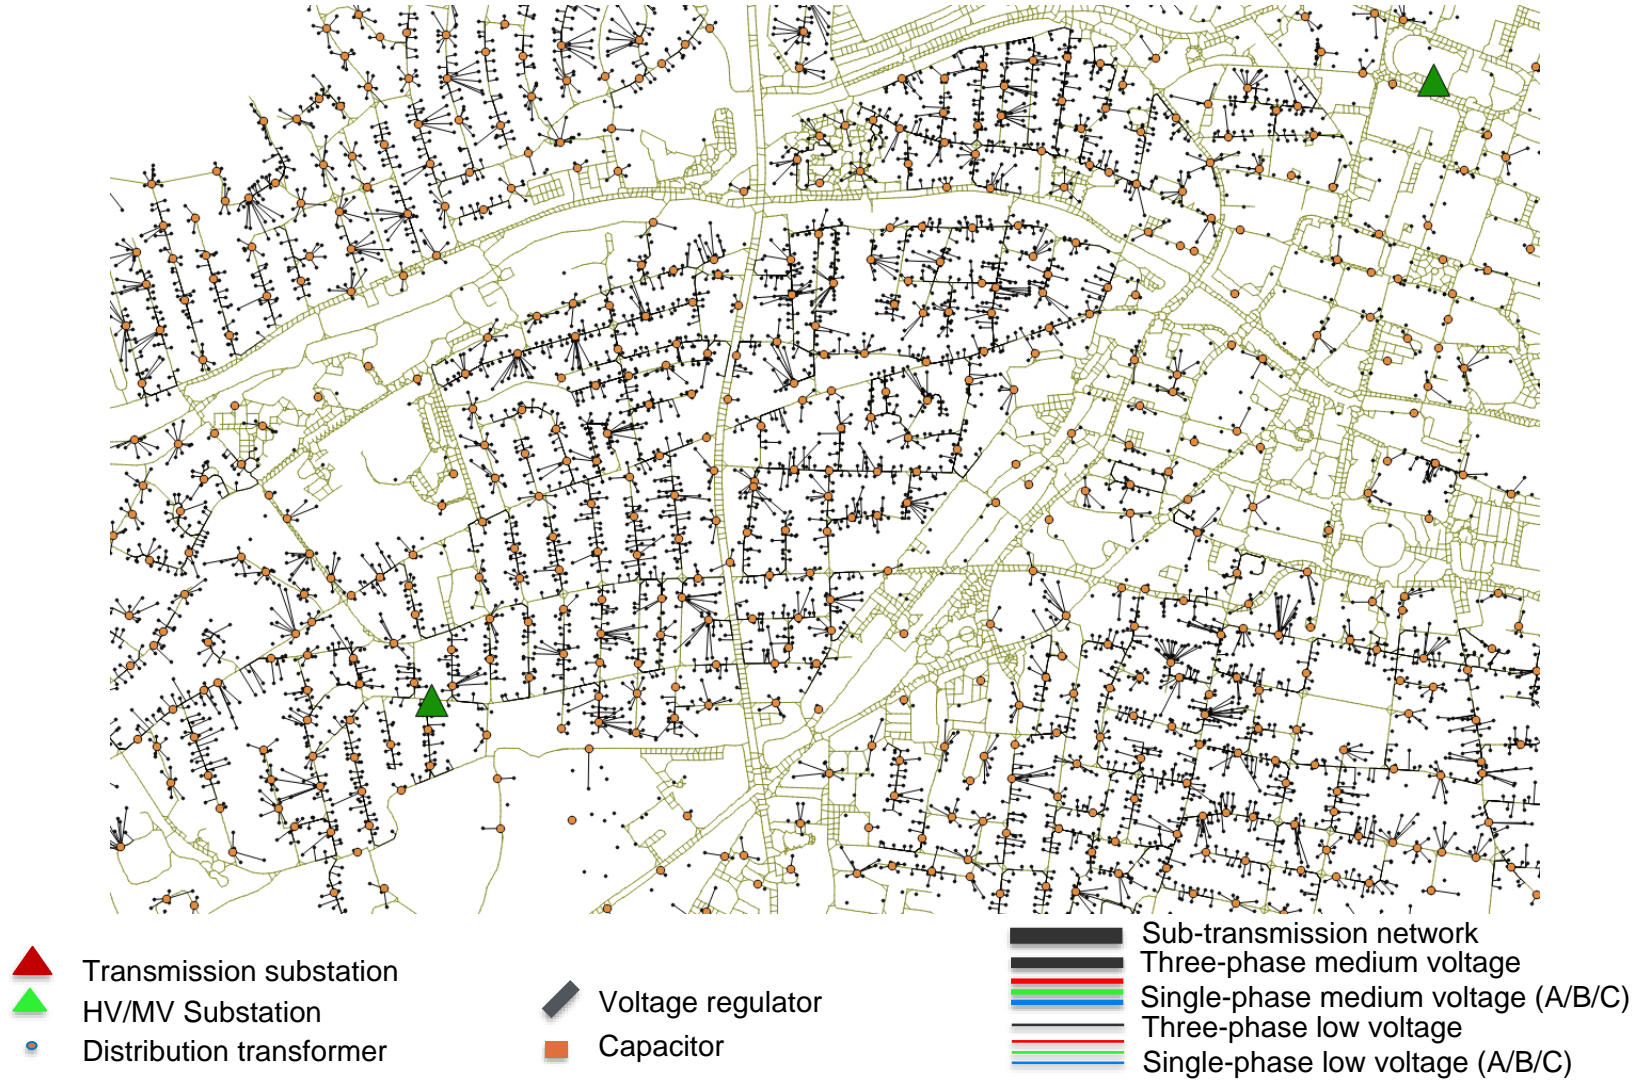 Transmission substation
HV/MV Substation
Distribution transformer
Voltage regulator
Capacitor
Sub-transmission network
Three-phase medium voltage
Single-phase medium voltage (A/B/C)
Three-phase low voltage
Single-phase low voltage (A/B/C)